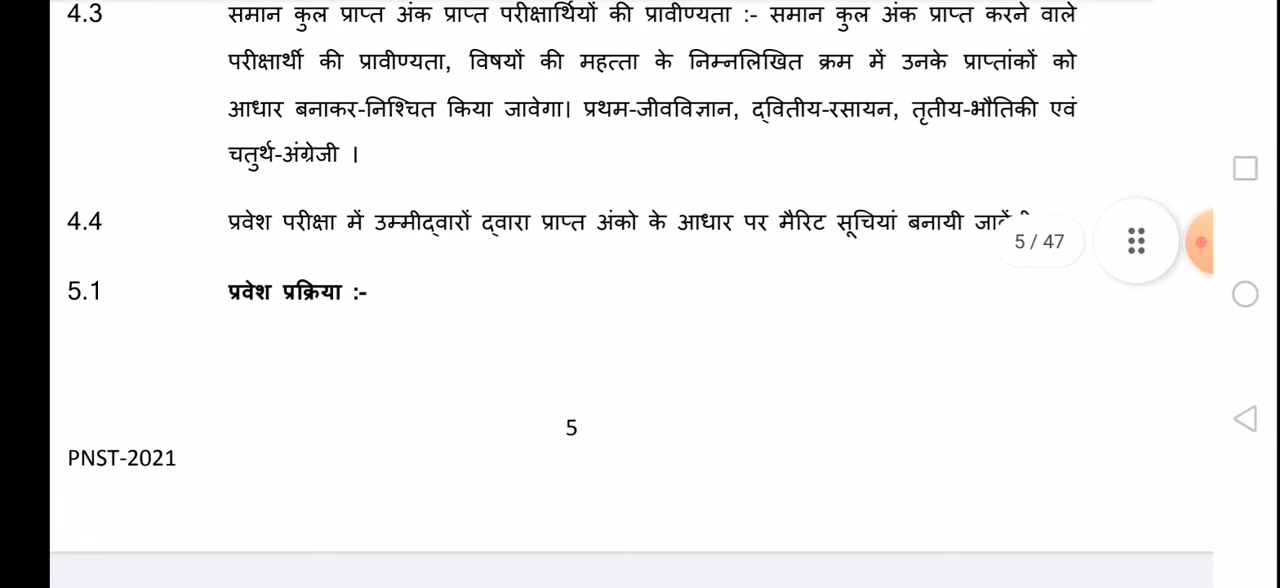 4.3 समान कुल प्राप्त अंक प्राप्त परीक्षार्थियों की प्रावीण्यता :- समान कुल अंक प्राप्त करने वाले
परीक्षार्थी की प्रावीण्यता, विषयों की महत्ता के निम्नलिखित क्रम में उनके प्राप्तांकों को
आधार बनाकर-निश्चित किया जावेगा। प्रथम-जीवविज्ञान, द्वितीय-रसायन, तृतीय-भौतिकी एवं
चतुर्थ-अंग्रेजी ।
4.4 प्रवेश परीक्षा में उम्मीद्वारों द्वारा प्राप्त अंको के आधार पर मैरिट सूचियां बनायी
5 / 47
5.1 प्रवेश प्रक्रिया :-
5
PNST-2021